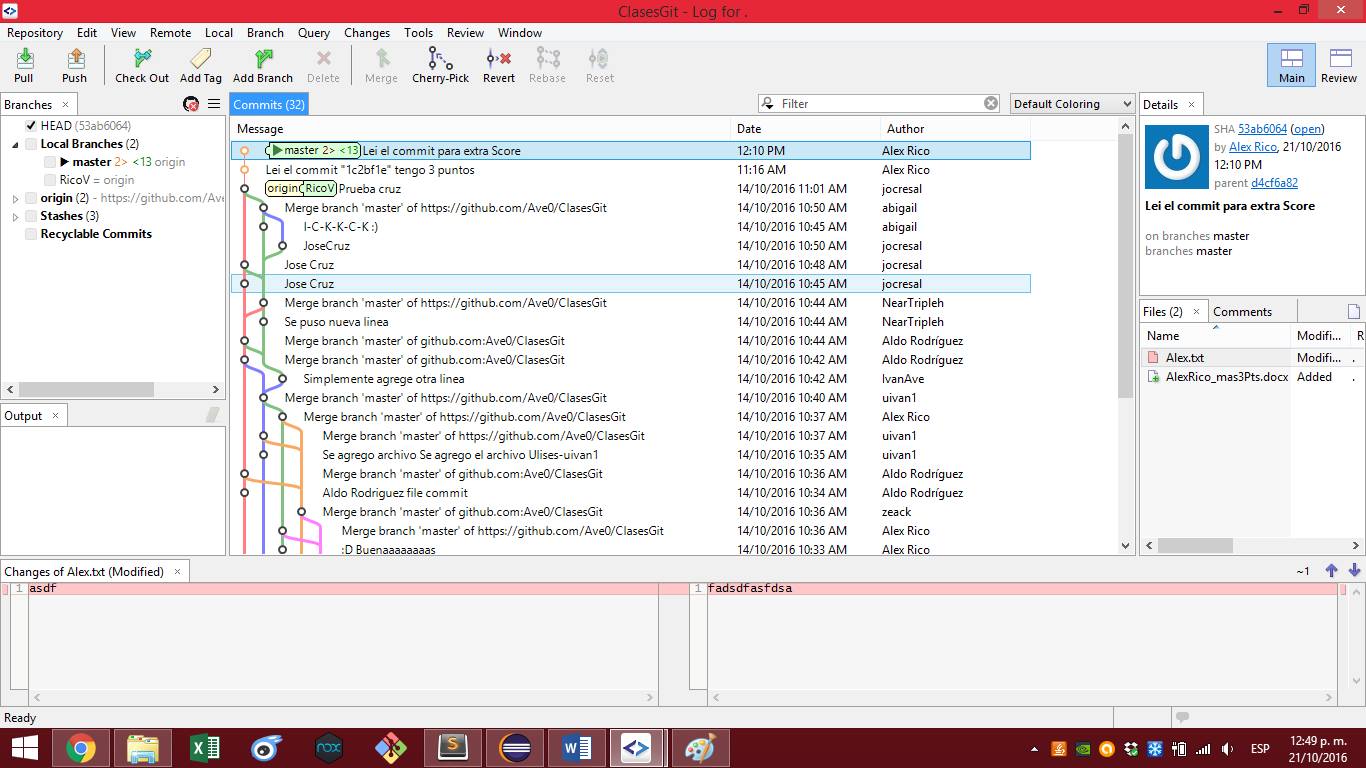 ClasesGit - Log for .
Repository Edit View Remote Local Branch Query Changes Tools Review Window
Pull Push Check Out Add Tag Add Branch Delete Merge Cherry-Pick Revert Rebase Reset Main Review
Branches
HEAD (53ab6064)
Local Branches (2)
master 2> <13 origin
RicoV = origin
origin (2) - https://github.com/Ave
Stashes (3)
Recyclable Commits
Output
Commits (32)
Filter
Default Coloring
Message Date Author
master 2> <13 Lei el commit para extra Score 12:10 PM Alex Rico
Lei el commit "1c2bf1e" tengo 3 puntos 11:16 AM Alex Rico
origin RicoV Prueba cruz 14/10/2016 11:01 AM jocresal
Merge branch 'master' of https://github.com/Ave0/ClasesGit 14/10/2016 10:50 AM abigail
I-C-K-K-C-K :) 14/10/2016 10:45 AM abigail
JoseCruz 14/10/2016 10:50 AM jocresal
Jose Cruz 14/10/2016 10:48 AM jocresal
Jose Cruz 14/10/2016 10:45 AM jocresal
Merge branch 'master' of https://github.com/Ave0/ClasesGit 14/10/2016 10:44 AM NearTripleh
Se puso nueva linea 14/10/2016 10:44 AM NearTripleh
Merge branch 'master' of github.com:Ave0/ClasesGit 14/10/2016 10:44 AM Aldo Rodríguez
Merge branch 'master' of github.com:Ave0/ClasesGit 14/10/2016 10:42 AM Aldo Rodríguez
Simplemente agrege otra linea 14/10/2016 10:42 AM IvanAve
Merge branch 'master' of https://github.com/Ave0/ClasesGit 14/10/2016 10:40 AM uivan1
Merge branch 'master' of https://github.com/Ave0/ClasesGit 14/10/2016 10:37 AM Alex Rico
Merge branch 'master' of https://github.com/Ave0/ClasesGit 14/10/2016 10:37 AM uivan1
Se agrego archivo Se agrego el archivo Ulises-uivan1 14/10/2016 10:35 AM uivan1
Merge branch 'master' of github.com:Ave0/ClasesGit 14/10/2016 10:36 AM Aldo Rodríguez
Aldo Rodriguez file commit 14/10/2016 10:34 AM Aldo Rodríguez
Merge branch 'master' of github.com:Ave0/ClasesGit 14/10/2016 10:36 AM zeack
Merge branch 'master' of https://github.com/Ave0/ClasesGit 14/10/2016 10:36 AM Alex Rico
:D Buenaaaaaaaas 14/10/2016 10:33 AM Alex Rico
Details
SHA 53ab6064 (open)
by Alex Rico, 21/10/2016
12:10 PM
parent d4cf6a82
Lei el commit para extra Score
on branches master
branches master
Files (2) Comments
Name Modifi... R
Alex.txt Modifi... .
AlexRico_mas3Pts.docx Added .
Changes of Alex.txt (Modified) ~1
1 asdf 1 fadsdfasfdsa
Ready
nox
ESP
12:49 p. m.
21/10/2016